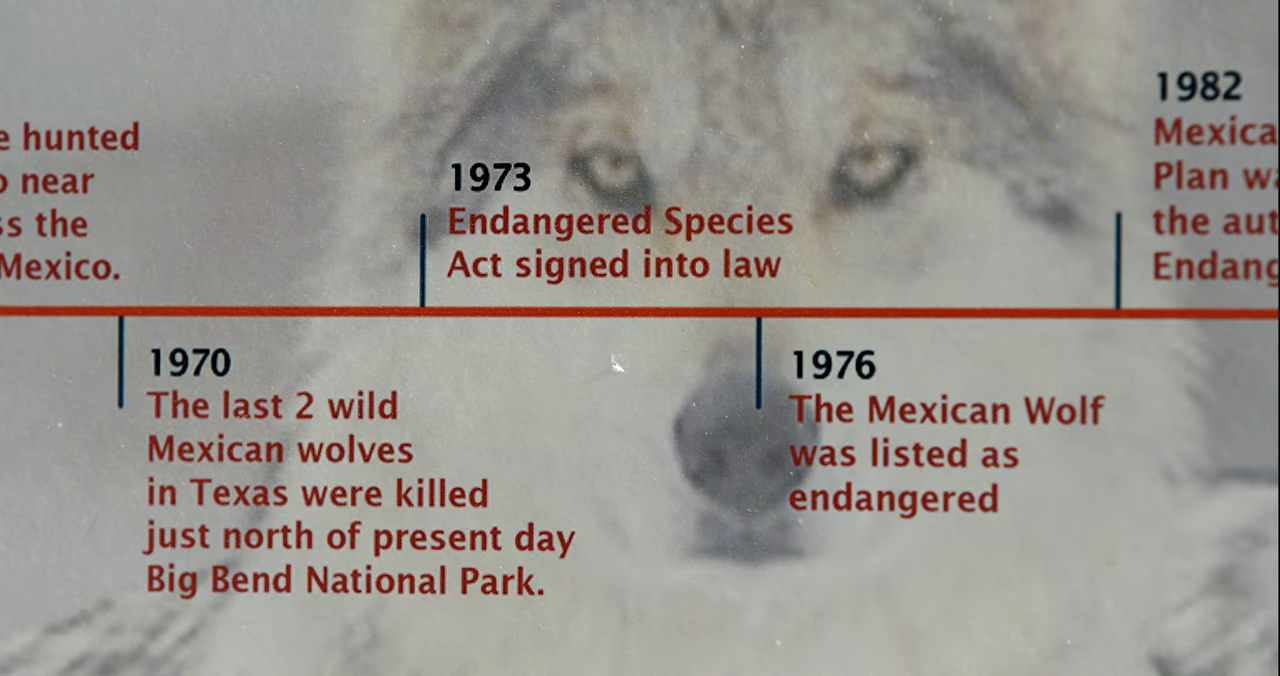 e hunted
near
the
Mexico.
1973
Endangered Species
Act signed into law
1982
Mexica
Plan
the
Endang
1970
The last 2 wild
Mexican wolves
in Texas were killed
just north of present day
Big Bend National Park.
1976
The Mexican Wolf
was listed as
endangered